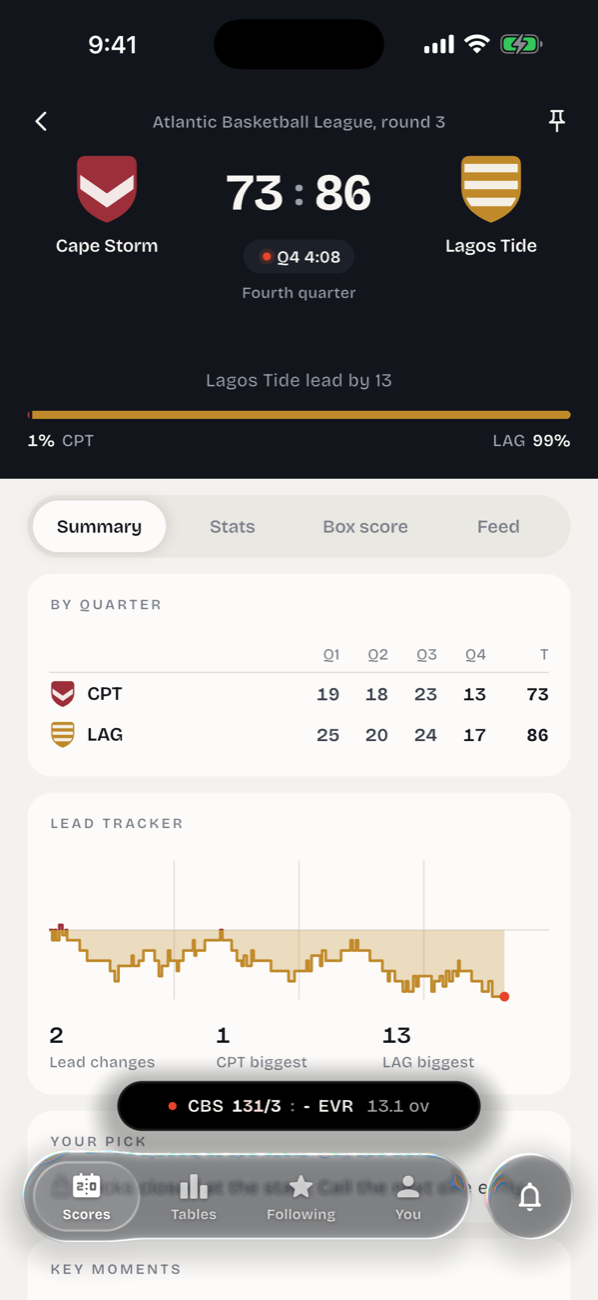 9:41
Atlantic Basketball League, round 3
73 : 86
Cape Storm
Lagos Tide
Q4 4:08
Fourth quarter
Lagos Tide lead by 13
1% CPT
LAG 99%
Summary Stats Box score Feed
BY QUARTER
Q1 Q2 Q3 Q4 T
CPT 19 18 23 13 73
LAG 25 20 24 17 86
LEAD TRACKER
2 1 13
Lead changes CPT biggest LAG biggest
CBS 131/3 : - EVR 13.1 ov
YOUR PICK
Scores Tables Following You
KEY MOMENTS